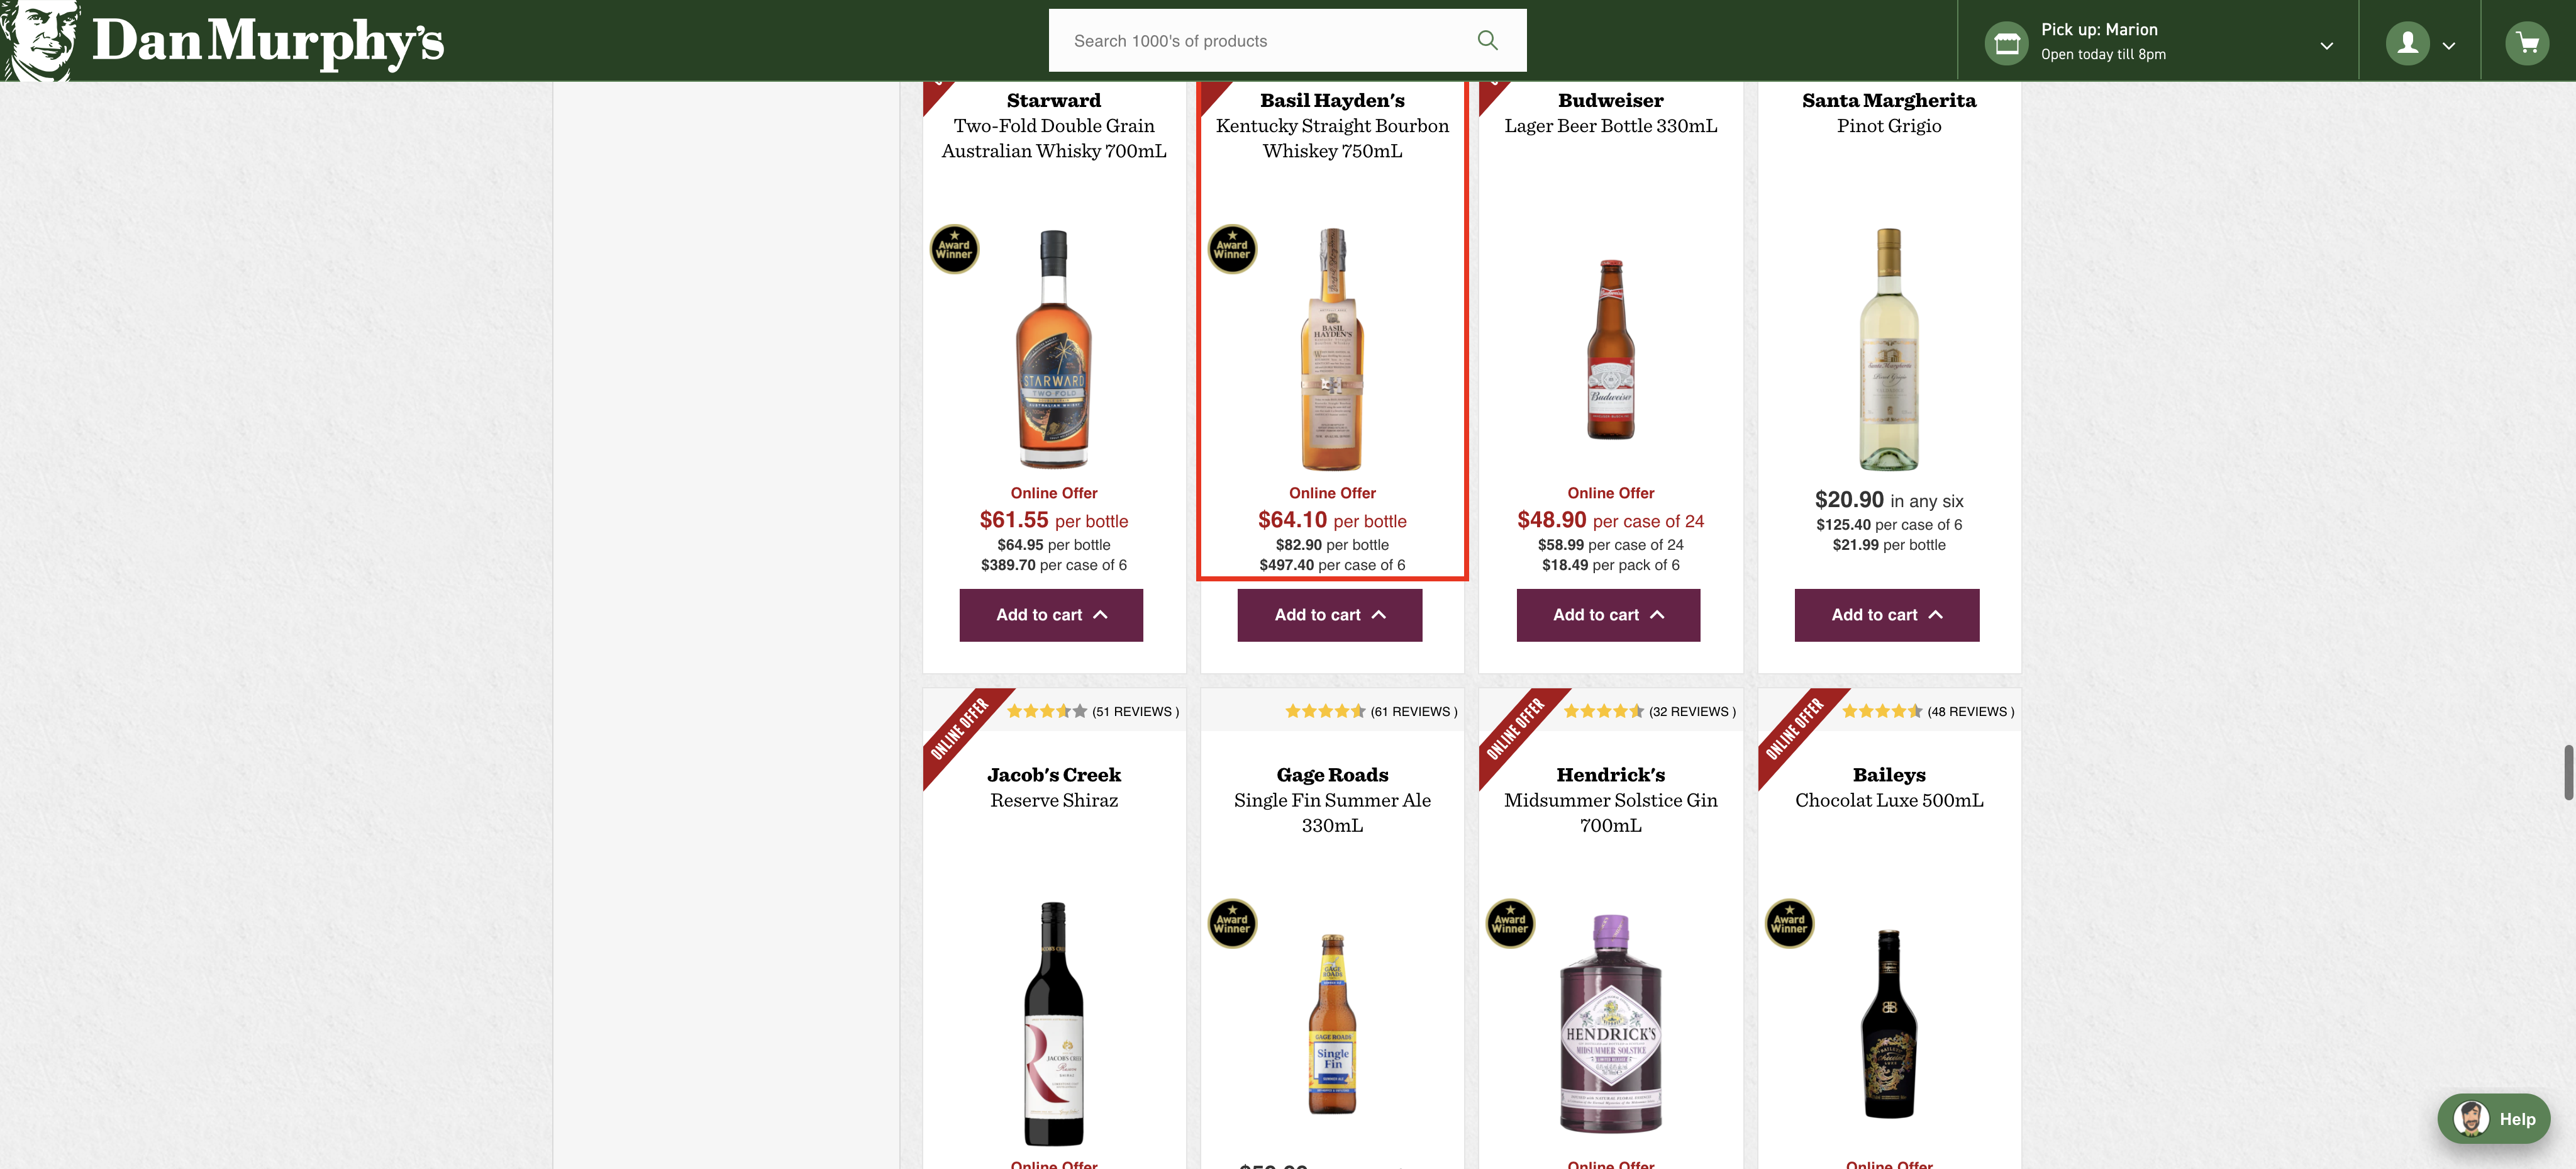 Dan Murphy's
Search 1000's of products
Pick up: Marion
Open today till 8pm
Starward
Two-Fold Double Grain
Australian Whisky 700mL
Award
Winner
STARWARD
TWO FOLD
Online Offer
$61.55 per bottle
$64.95 per bottle
$389.70 per case of 6
Add to cart
Basil Hayden's
Kentucky Straight Bourbon
Whiskey 750mL
Award
Winner
BASIL
HAYDEN'S
Online Offer
$64.10 per bottle
$82.90 per bottle
$497.40 per case of 6
Add to cart
Budweiser
Lager Beer Bottle 330mL
Budweiser
Online Offer
$48.90 per case of 24
$58.99 per case of 24
$18.49 per pack of 6
Add to cart
Santa Margherita
Pinot Grigio
$20.90 in any six
$125.40 per case of 6
$21.99 per bottle
Add to cart
ONLINE OFFER
(51 REVIEWS )
Jacob's Creek
Reserve Shiraz
JACOB'S CREEK
Online Offer
(61 REVIEWS )
Gage Roads
Single Fin Summer Ale
330mL
Award
Winner
GAGE
ROADS
GAGE ROADS
Single
Fin
ONLINE OFFER
(32 REVIEWS )
Hendrick's
Midsummer Solstice Gin
700mL
Award
Winner
HENDRICK'S
MIDSUMMER SOLSTICE
Online Offer
ONLINE OFFER
(48 REVIEWS )
Baileys
Chocolat Luxe 500mL
Award
Winner
Online Offer
Help